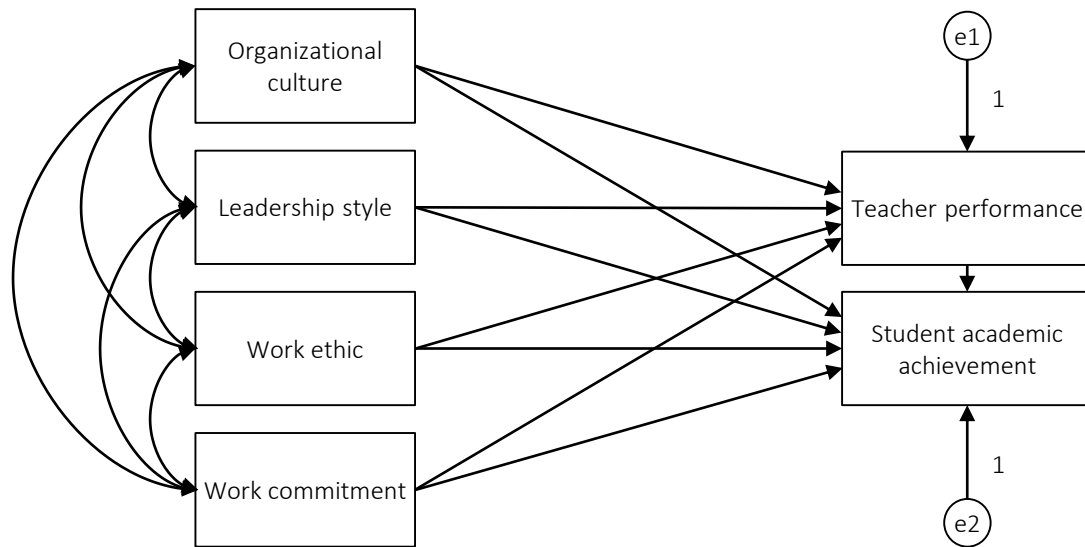 Organizational
culture
e1
1
Leadership style
Teacher performance
Work ethic
Student academic
achievement
Work commitment
1
e2